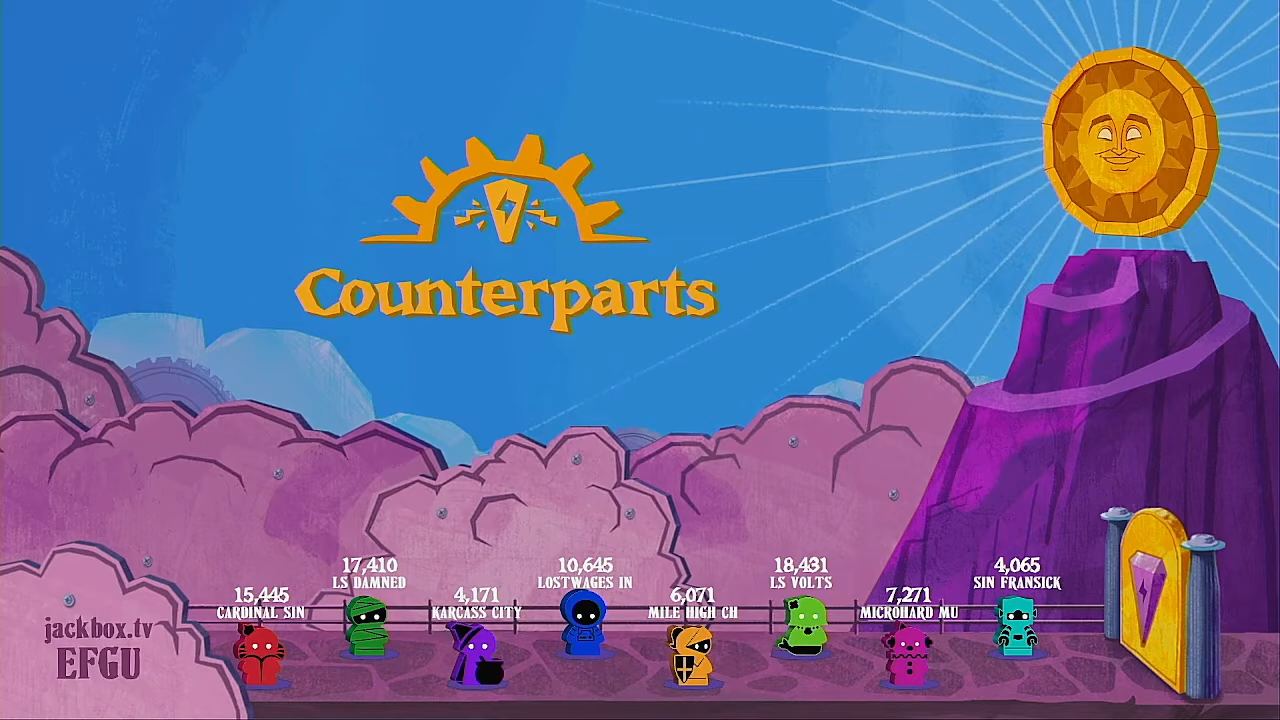 Counterparts
15,445
CARDINAL SIN
17,410
LS DAMNED
4,171
KARCASS CITY
10,645
LOSTWAGES IN
6,071
MILE HIGH CH
18,431
LS VOLTS
7,271
MICROHARD MU
4,065
SIN FRANSICK
jackbox.tv
EFGU